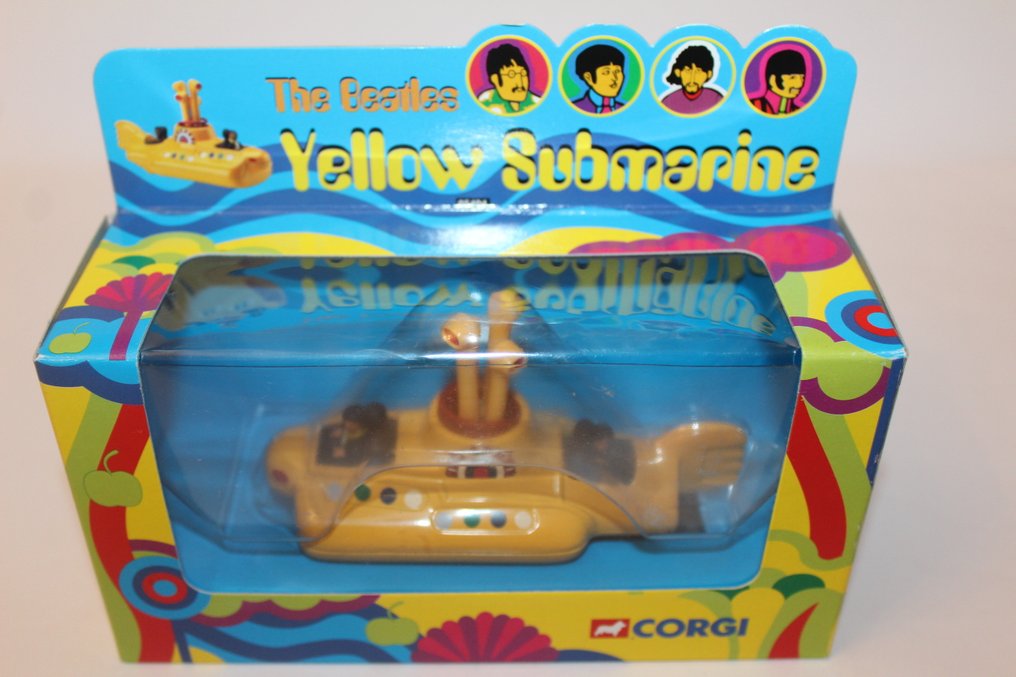 The Beatles
Yellow Submarine
CORGI